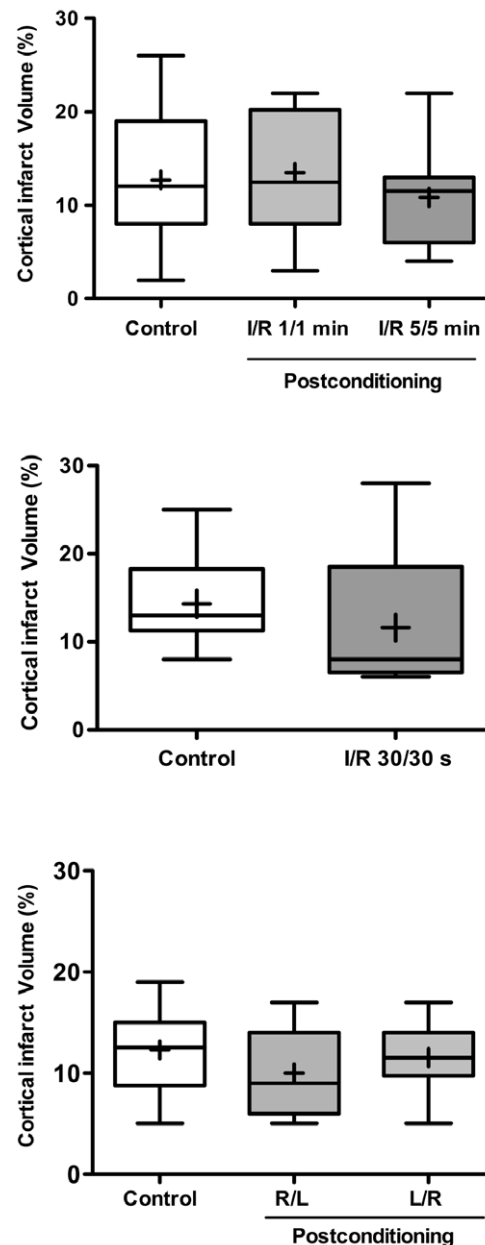 Cortical infarct Volume (%)
30
20
10
0
Control
I/R 1/1 min
I/R 5/5 min
Postconditioning
Cortical infarct Volume (%)
30
20
10
0
Control
I/R 30/30 s
Cortical infarct Volume (%)
30
20
10
0
Control
R/L
L/R
Postconditioning